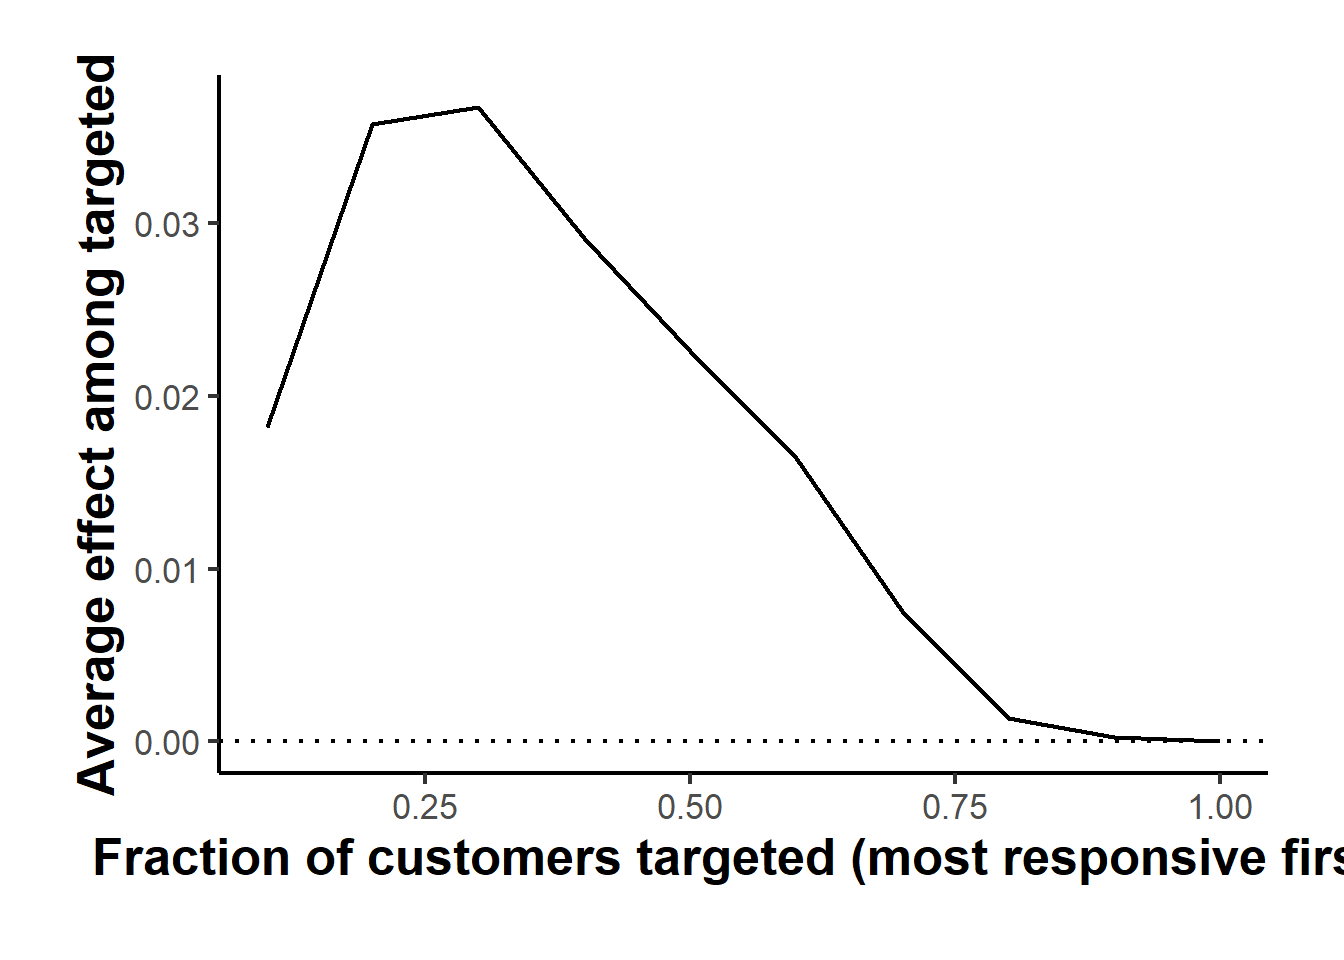 Average effect among targeted
0.03
0.02
0.01
0.00
0.25 0.50 0.75 1.00
Fraction of customers targeted (most responsive firs